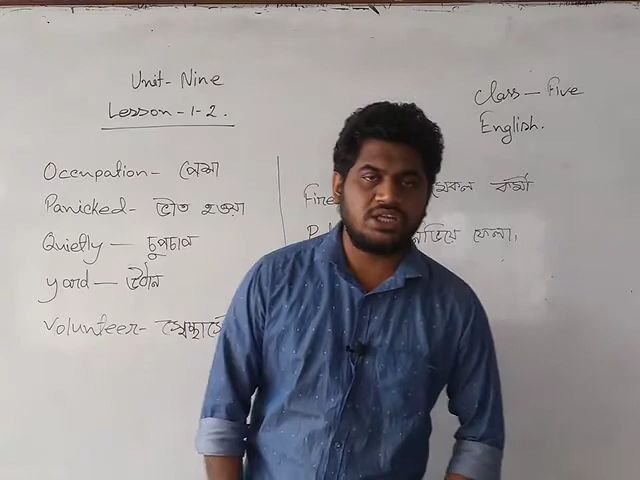 Unit- Nine
Lesson-1-2.
Class- Five
English.
Occupation- পেশা
Panicked- ভীত হওয়া
Quietly- চুপচাপ
yard- উঠান
Volunteer-
Fire কর্মী
ফেলা।